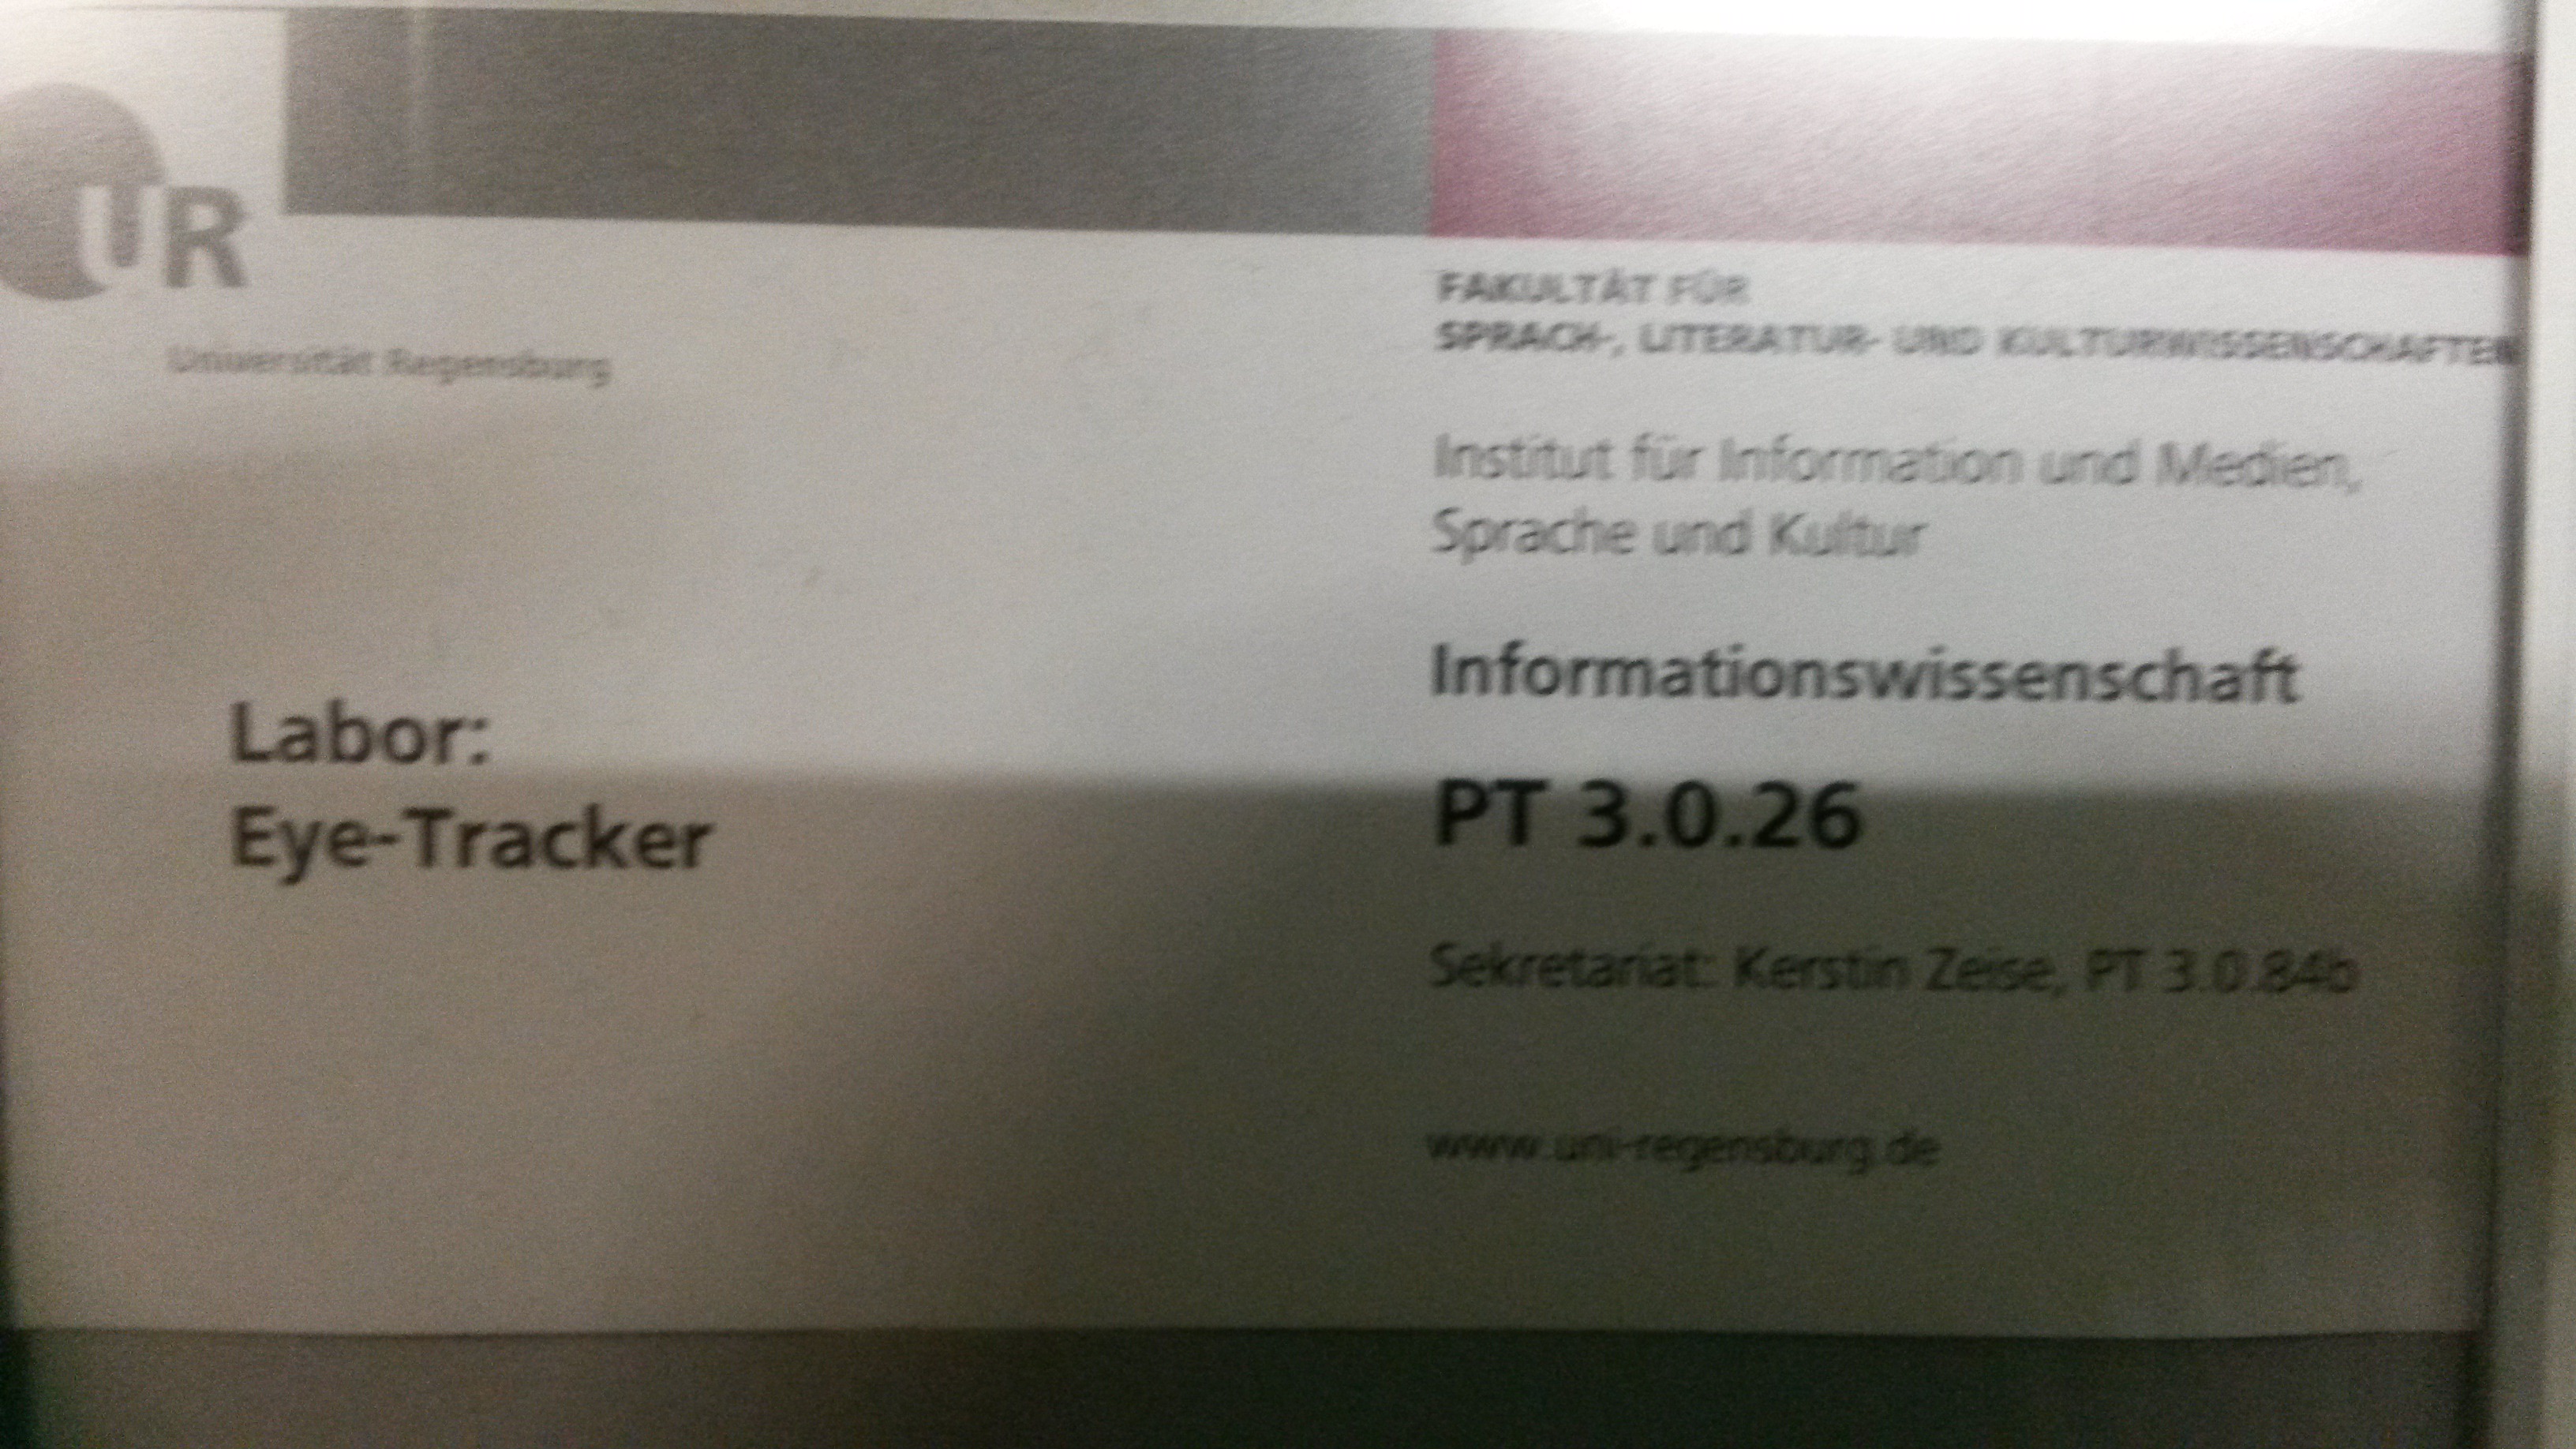 UR
Universität Regensburg
FAKULTÄT FÜR
SPRACH-, LITERATUR- UND KULTURWISSENSCHAFTEN
Institut für Information und Medien,
Sprache und Kultur
Informationswissenschaft
Labor:
Eye-Tracker
PT 3.0.26
Sekretariat: Kerstin Zeise, PT 3.0.84b
www.uni-regensburg.de